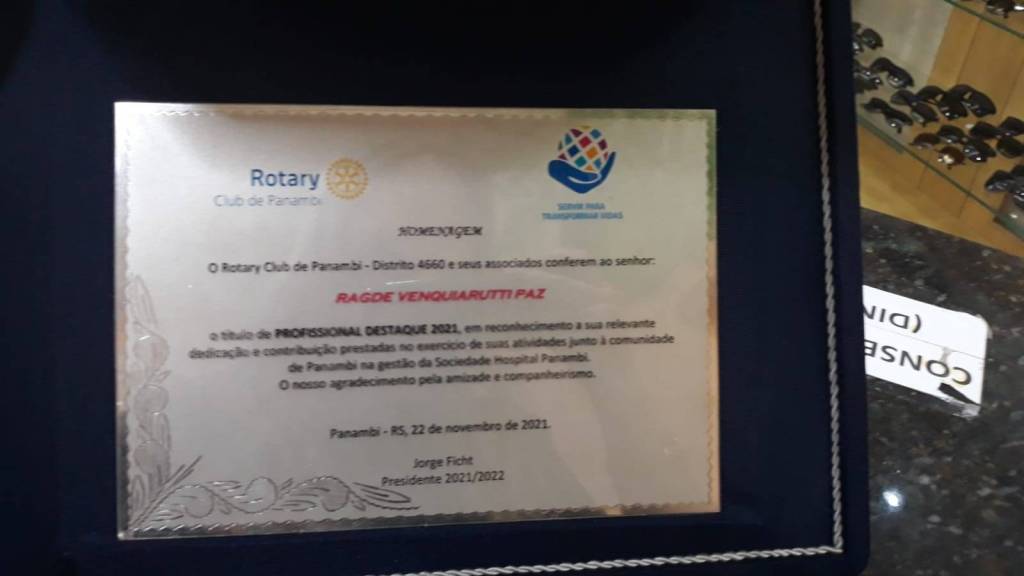 Rotary
Club de Panambi
SERVIR PARA
TRANSFORMAR VIDAS
HOMENAGEM
O Rotary Club de Panambi - Distrito 4660 e seus associados conferem ao senhor:
RAGDE VENQUIARUTTI PAZ
o título de PROFISSIONAL DESTAQUE 2021, em reconhecimento a sua relevante
dedicação e contribuição prestadas no exercício de suas atividades junto à comunidade
de Panambi na gestão da Sociedade Hospital Panambi.
O nosso agradecimento pela amizade e companheirismo.
Panambi - RS, 22 de novembro de 2021.
Jorge Ficht
Presidente 2021/2022
CONSE
(DIN